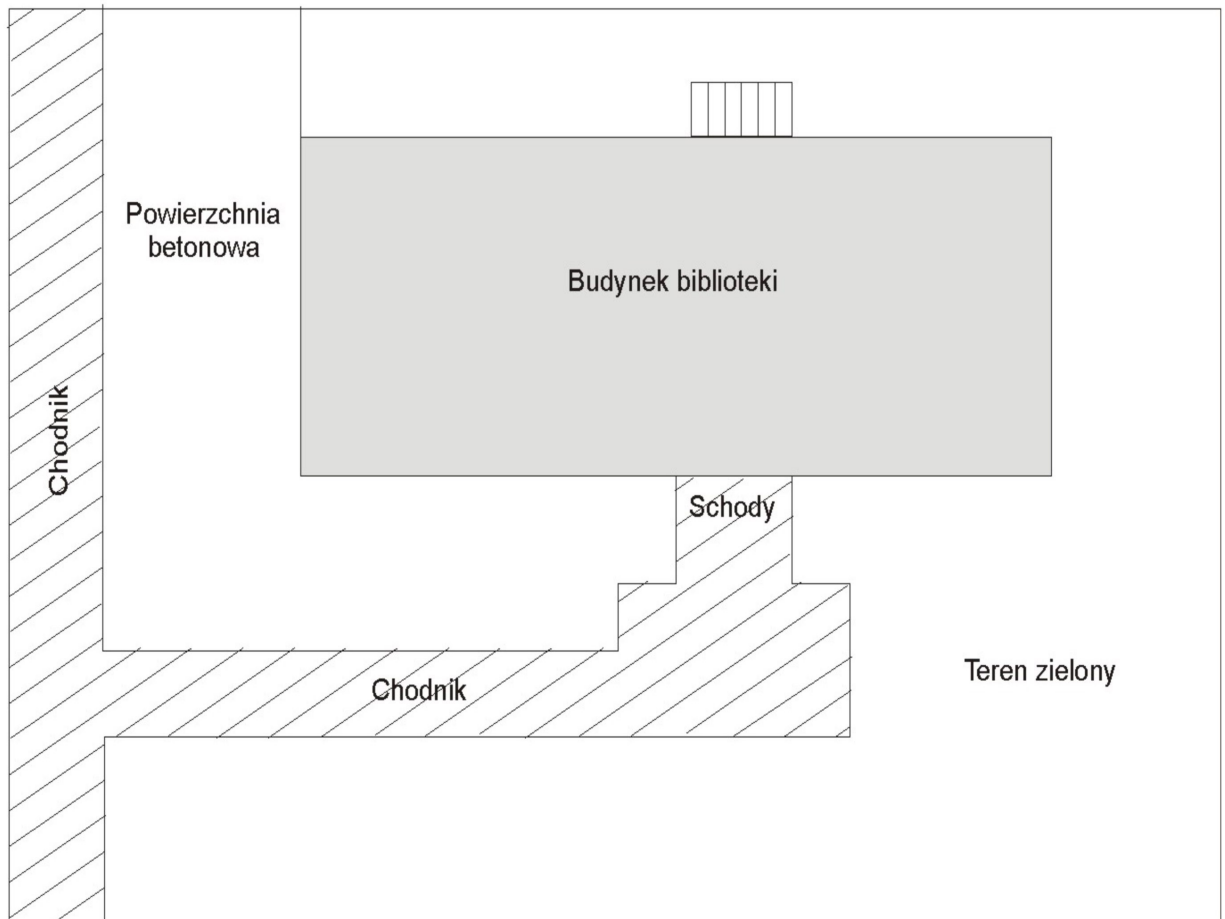 Powierzchnia
betonowa
Budynek biblioteki
Chodnik
Schody
Teren zielony
Chodnik